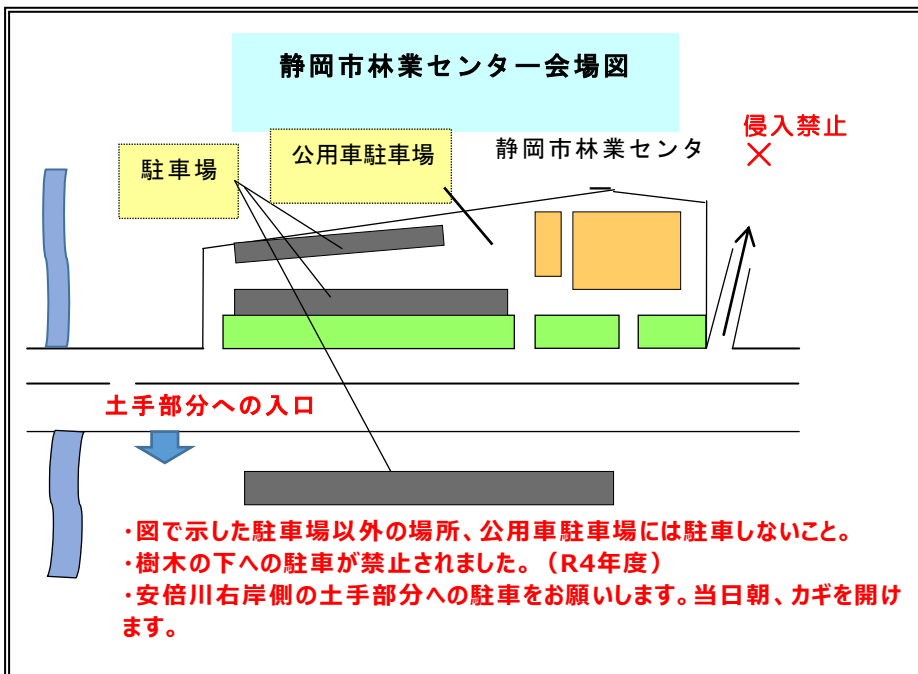 静岡市林業センター会場図
侵入禁止
×
静岡市林業センタ
公用車駐車場
駐車場
土手部分への入口
・図で示した駐車場以外の場所、公用車駐車場には駐車しないこと。
・樹木の下への駐車が禁止されました。（R4年度）
・安倍川右岸側の土手部分への駐車をお願いします。当日朝、カギを開け
ます。